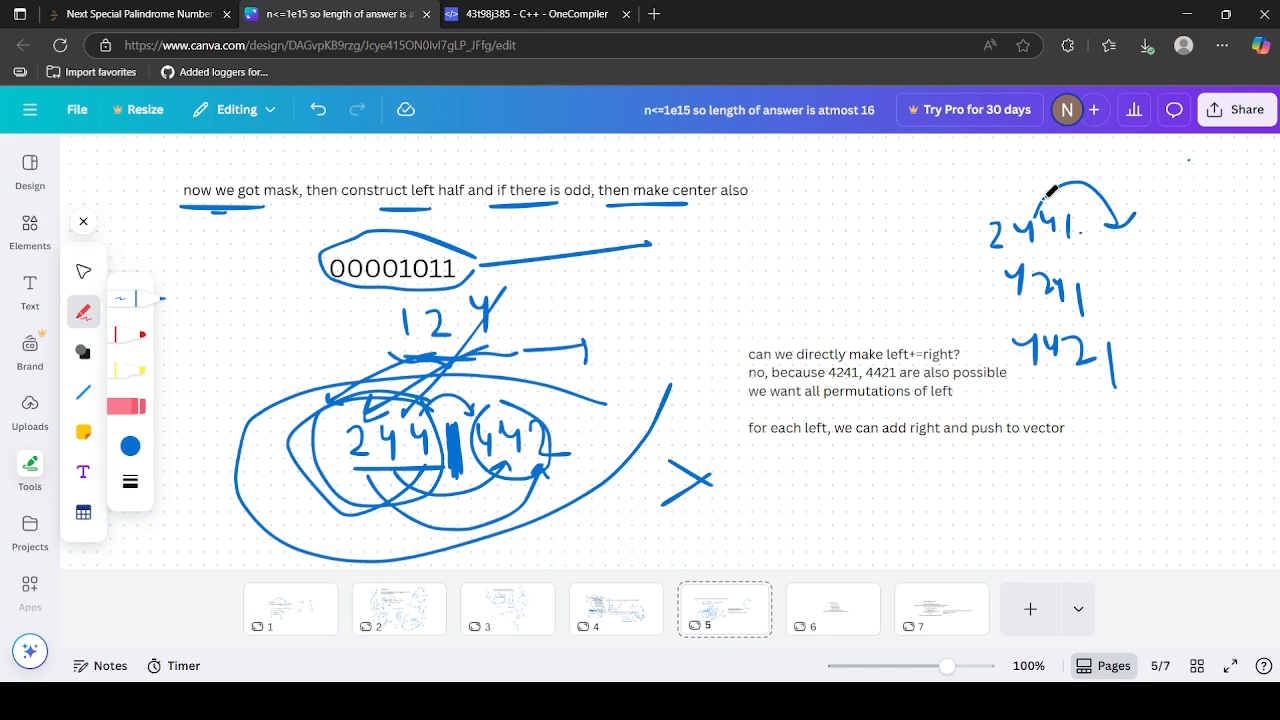 Next Special Palindrome Number
n<=1e15 so length of answer is a
43t98j385 - C++ - OneCompiler
https://www.canva.com/design/DAGvpKB9rzg/Jcye415ON0lvl7gLP_JFfg/edit
Import favorites
Added loggers for...
File
Resize
Editing
n<=1e15 so length of answer is atmost 16
N
Try Pro for 30 days
Share
Design
Elements
Text
Brand
Uploads
Tools
Projects
Apps
now we got mask, then construct left half and if there is odd, then make center also
00001011
1 2 4
244 1 442
2441
4241
4421
can we directly make left+=right?
no, because 4241, 4421 are also possible
we want all permutations of left
for each left, we can add right and push to vector
1
2
3
4
5
6
7
Notes
Timer
100%
Pages
5/7